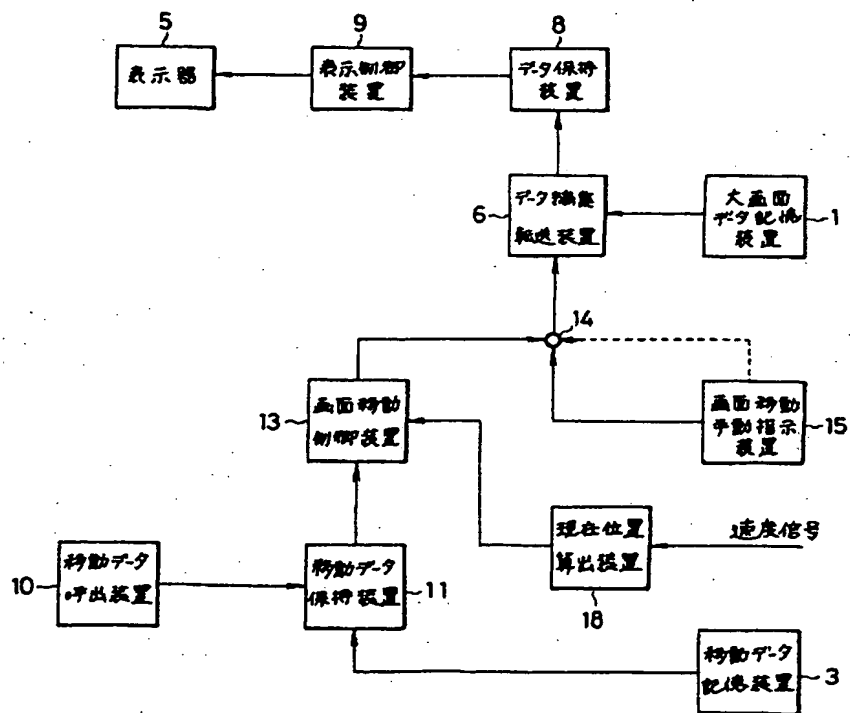 5
表示器
9
表示制御
装置
8
データ保持
装置
6
データ編集
転送装置
大画面
データ記憶
装置
1
14
13
画面移動
制御装置
画面移動
手動指示
装置
15
10
移動データ
呼出装置
移動データ
保持装置
11
現在位置
算出装置
18
速度信号
移動データ
記憶装置
3